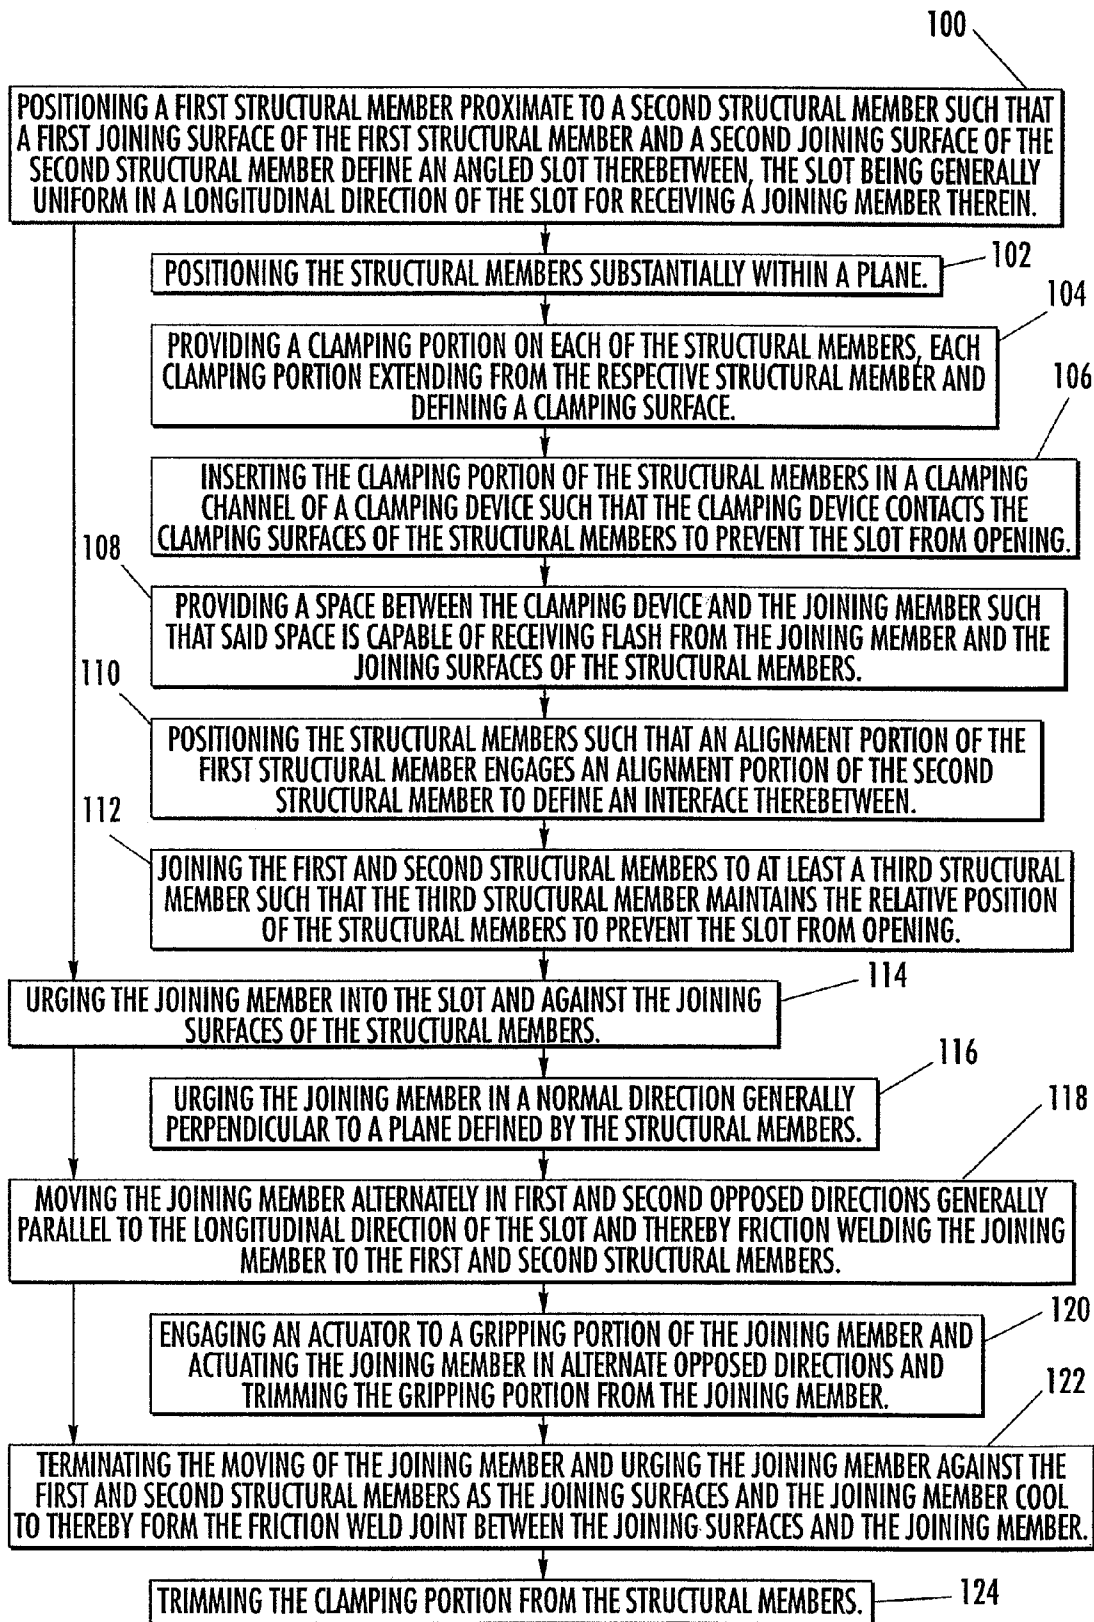 100
POSITIONING A FIRST STRUCTURAL MEMBER PROXIMATE TO A SECOND STRUCTURAL MEMBER SUCH THAT
A FIRST JOINING SURFACE OF THE FIRST STRUCTURAL MEMBER AND A SECOND JOINING SURFACE OF THE
SECOND STRUCTURAL MEMBER DEFINE AN ANGLED SLOT THEREBETWEEN, THE SLOT BEING GENERALLY
UNIFORM IN A LONGITUDINAL DIRECTION OF THE SLOT FOR RECEIVING A JOINING MEMBER THEREIN.
102
POSITIONING THE STRUCTURAL MEMBERS SUBSTANTIALLY WITHIN A PLANE.
104
PROVIDING A CLAMPING PORTION ON EACH OF THE STRUCTURAL MEMBERS, EACH
CLAMPING PORTION EXTENDING FROM THE RESPECTIVE STRUCTURAL MEMBER AND
DEFINING A CLAMPING SURFACE.
106
INSERTING THE CLAMPING PORTION OF THE STRUCTURAL MEMBERS IN A CLAMPING
CHANNEL OF A CLAMPING DEVICE SUCH THAT THE CLAMPING DEVICE CONTACTS THE
CLAMPING SURFACES OF THE STRUCTURAL MEMBERS TO PREVENT THE SLOT FROM OPENING.
108
PROVIDING A SPACE BETWEEN THE CLAMPING DEVICE AND THE JOINING MEMBER SUCH
THAT SAID SPACE IS CAPABLE OF RECEIVING FLASH FROM THE JOINING MEMBER AND THE
JOINING SURFACES OF THE STRUCTURAL MEMBERS.
110
POSITIONING THE STRUCTURAL MEMBERS SUCH THAT AN ALIGNMENT PORTION OF THE
FIRST STRUCTURAL MEMBER ENGAGES AN ALIGNMENT PORTION OF THE SECOND
STRUCTURAL MEMBER TO DEFINE AN INTERFACE THEREBETWEEN.
112
JOINING THE FIRST AND SECOND STRUCTURAL MEMBERS TO AT LEAST A THIRD STRUCTURAL
MEMBER SUCH THAT THE THIRD STRUCTURAL MEMBER MAINTAINS THE RELATIVE POSITION
OF THE STRUCTURAL MEMBERS TO PREVENT THE SLOT FROM OPENING.
114
URGING THE JOINING MEMBER INTO THE SLOT AND AGAINST THE JOINING
SURFACES OF THE STRUCTURAL MEMBERS.
116
URGING THE JOINING MEMBER IN A NORMAL DIRECTION GENERALLY
PERPENDICULAR TO A PLANE DEFINED BY THE STRUCTURAL MEMBERS.
118
MOVING THE JOINING MEMBER ALTERNATELY IN FIRST AND SECOND OPPOSED DIRECTIONS GENERALLY
PARALLEL TO THE LONGITUDINAL DIRECTION OF THE SLOT AND THEREBY FRICTION WELDING THE JOINING
MEMBER TO THE FIRST AND SECOND STRUCTURAL MEMBERS.
120
ENGAGING AN ACTUATOR TO A GRIPPING PORTION OF THE JOINING MEMBER AND
ACTUATING THE JOINING MEMBER IN ALTERNATE OPPOSED DIRECTIONS AND
TRIMMING THE GRIPPING PORTION FROM THE JOINING MEMBER.
122
TERMINATING THE MOVING OF THE JOINING MEMBER AND URGING THE JOINING MEMBER AGAINST THE
FIRST AND SECOND STRUCTURAL MEMBERS AS THE JOINING SURFACES AND THE JOINING MEMBER COOL
TO THEREBY FORM THE FRICTION WELD JOINT BETWEEN THE JOINING SURFACES AND THE JOINING MEMBER.
TRIMMING THE CLAMPING PORTION FROM THE STRUCTURAL MEMBERS.
124